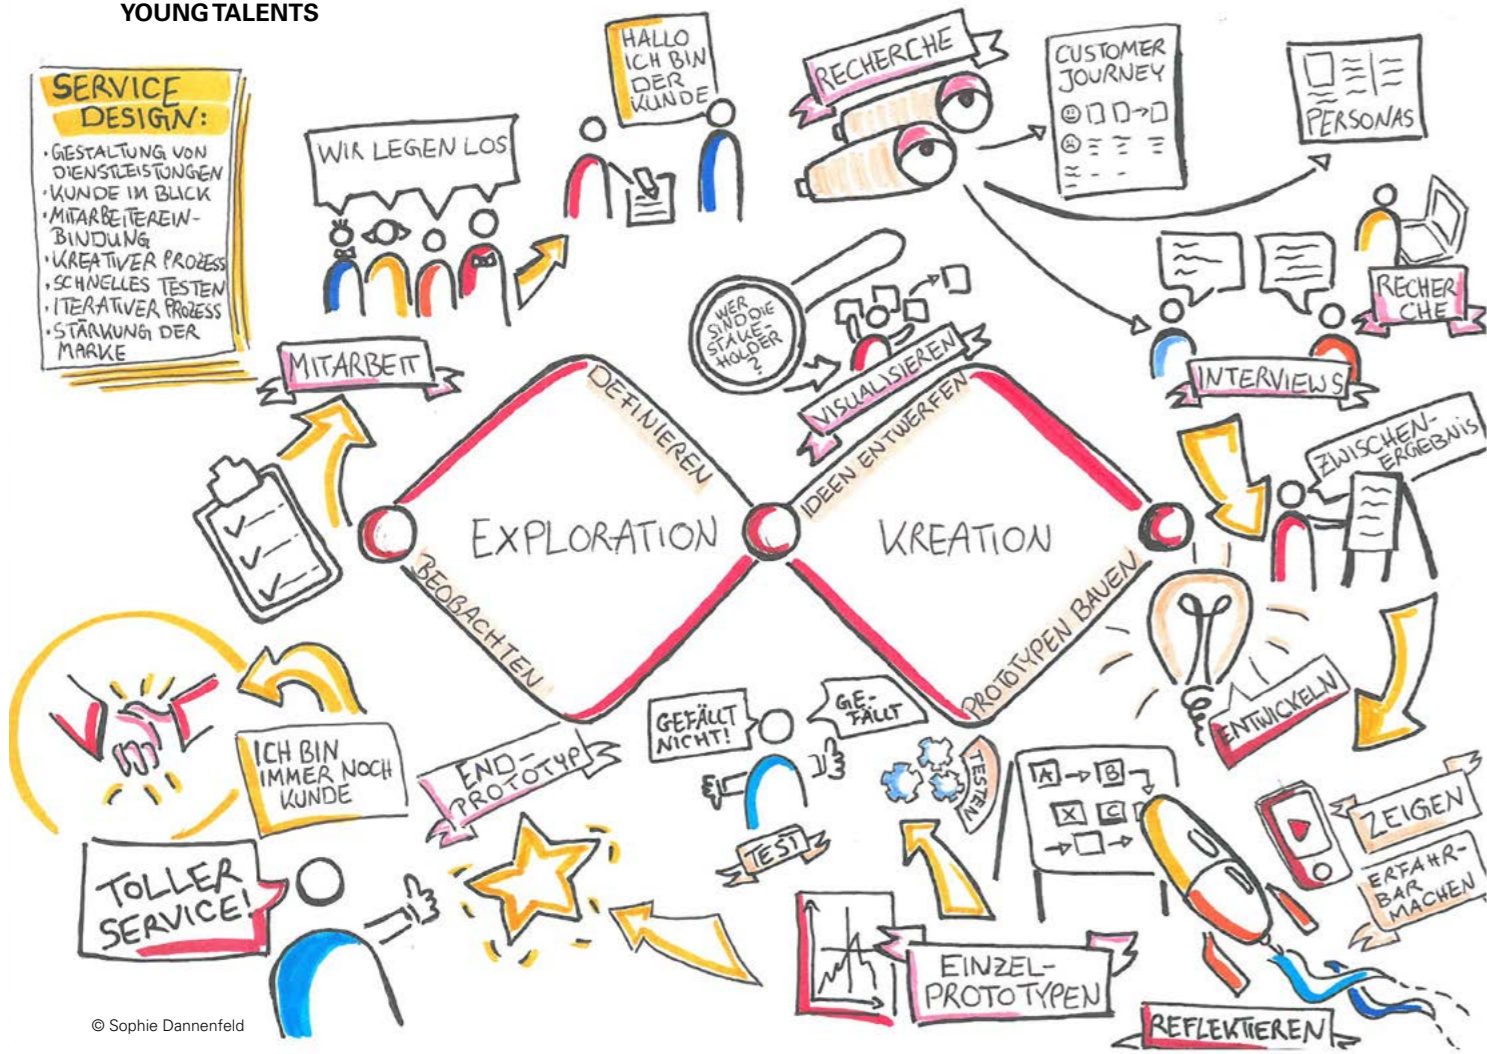 YOUNG TALENTS
SERVICE
DESIGN:
• GESTALTUNG VON
DIENSTLEISTUNGEN
• KUNDE IM BLICK
• MITARBEITEREIN-
BINDUNG
• KREATIVER PROZESS
• SCHNELLES TESTEN
• ITERATIVER PROZESS
• STÄRKUNG DER
MARKE
WIR LEGEN LOS
HALLO
ICH BIN
DER
KUNDE
RECHERCHE
CUSTOMER
JOURNEY
PERSONAS
RECHER
CHE
INTERVIEWS
WER
SIND DIE
STAKE-
HOLDER
?
VISUALISIEREN
MITARBEIT
DEFINIEREN
IDEEN ENTWERFEN
EXPLORATION
KREATION
BEOBACHTEN
PROTOTYPEN BAUEN
ZWISCHEN-
ERGEBNIS
ENTWICKELN
ZEIGEN
ERFAHR-
BAR
MACHEN
A
B
X
C
REFLEKTIEREN
EINZEL-
PROTOTYPEN
TESTEN
GEFÄLLT
NICHT!
GE-
FÄLLT
TEST
END-
PROTOTYP
ICH BIN
IMMER NOCH
KUNDE
TOLLER
SERVICE!
© Sophie Dannenfeld